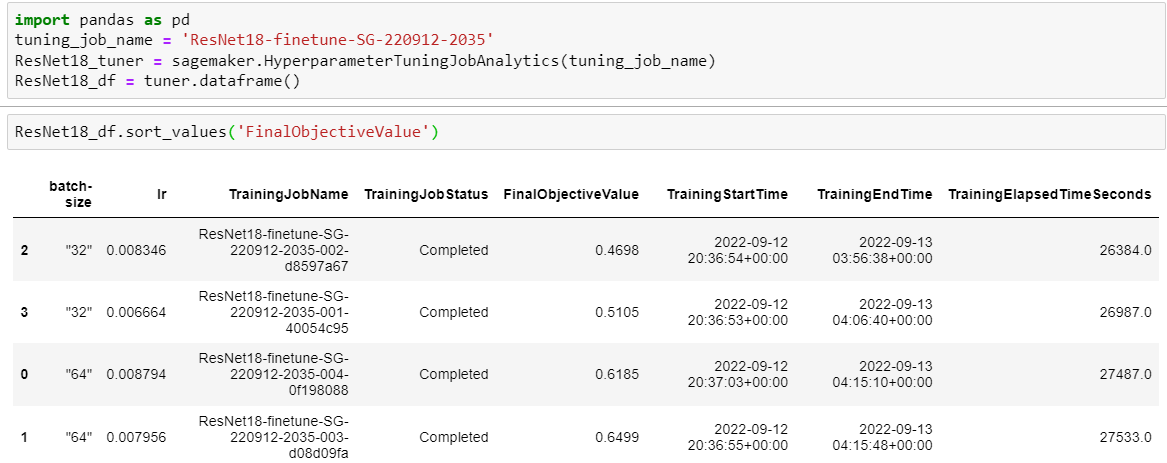 import pandas as pd
tuning_job_name = 'ResNet18-finetune-SG-220912-2035'
ResNet18_tuner = sagemaker.HyperparameterTuningJobAnalytics(tuning_job_name)
ResNet18_df = tuner.dataframe()
ResNet18_df.sort_values('FinalObjectiveValue')
batch-
size lr TrainingJobName TrainingJobStatus FinalObjectiveValue TrainingStartTime TrainingEndTime TrainingElapsedTimeSeconds
ResNet18-finetune-SG-
2 "32" 0.008346 220912-2035-002- Completed 0.4698 2022-09-12 2022-09-13 26384.0
d8597a67 20:36:54+00:00 03:56:38+00:00
ResNet18-finetune-SG-
3 "32" 0.006664 220912-2035-001- Completed 0.5105 2022-09-12 2022-09-13 26987.0
40054c95 20:36:53+00:00 04:06:40+00:00
ResNet18-finetune-SG-
0 "64" 0.008794 220912-2035-004- Completed 0.6185 2022-09-12 2022-09-13 27487.0
0f198088 20:37:03+00:00 04:15:10+00:00
ResNet18-finetune-SG-
1 "64" 0.007956 220912-2035-003- Completed 0.6499 2022-09-12 2022-09-13 27533.0
d08d09fa 20:36:55+00:00 04:15:48+00:00